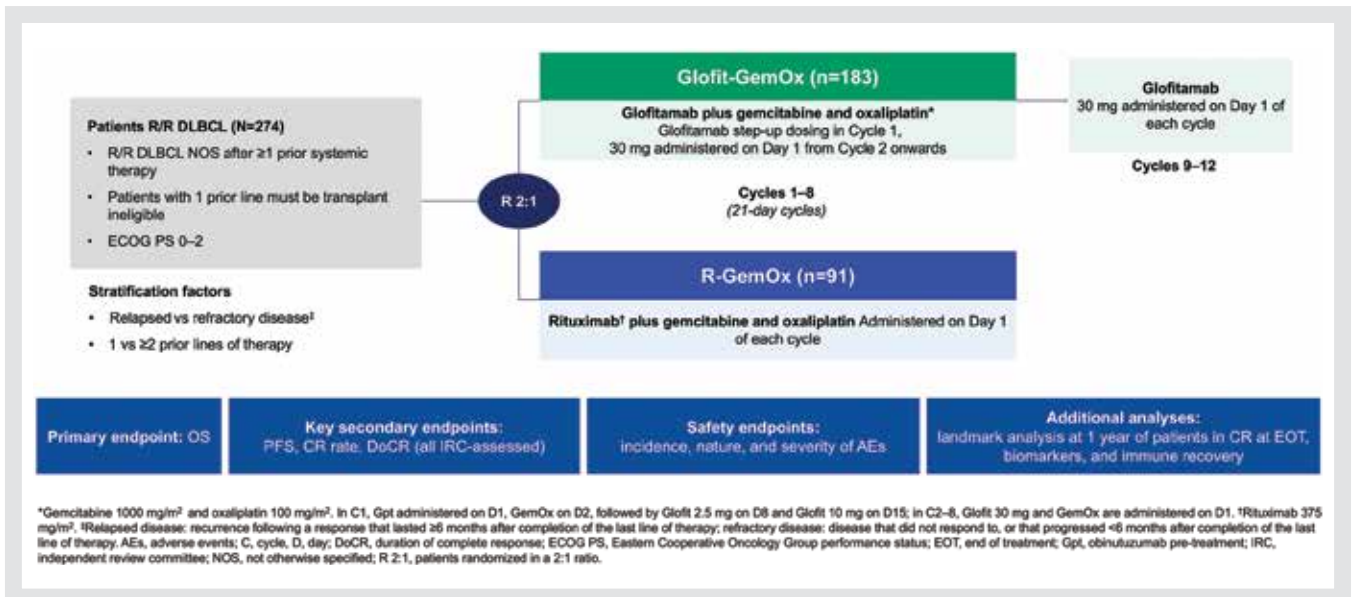 Patients R/R DLBCL (N=274)
• R/R DLBCL NOS after ≥1 prior systemic
therapy
• Patients with 1 prior line must be transplant
ineligible
• ECOG PS 0–2
Stratification factors
• Relapsed vs refractory disease‡
• 1 vs ≥2 prior lines of therapy
R 2:1
Glofit-GemOx (n=183)
Glofitamab plus gemcitabine and oxaliplatin*
Glofitamab step-up dosing in Cycle 1,
30 mg administered on Day 1 from Cycle 2 onwards
Cycles 1–8
(21-day cycles)
R-GemOx (n=91)
Rituximab† plus gemcitabine and oxaliplatin Administered on Day 1
of each cycle
Glofitamab
30 mg administered on Day 1 of
each cycle
Cycles 9–12
Primary endpoint: OS
Key secondary endpoints:
PFS, CR rate, DoCR (all IRC-assessed)
Safety endpoints:
incidence, nature, and severity of AEs
Additional analyses:
landmark analysis at 1 year of patients in CR at EOT,
biomarkers, and immune recovery
*Gemcitabine 1000 mg/m² and oxaliplatin 100 mg/m². In C1, Gpt administered on D1, GemOx on D2, followed by Glofit 2.5 mg on D8 and Glofit 10 mg on D15; in C2–8, Glofit 30 mg and GemOx are administered on D1. †Rituximab 375
mg/m². ‡Relapsed disease: recurrence following a response that lasted ≥6 months after completion of the last line of therapy; refractory disease: disease that did not respond to, or that progressed <6 months after completion of the last
line of therapy. AEs, adverse events; C, cycle, D, day; DoCR, duration of complete response; ECOG PS, Eastern Cooperative Oncology Group performance status; EOT, end of treatment; Gpt, obinutuzumab pre-treatment; IRC,
independent review committee; NOS, not otherwise specified; R 2:1, patients randomized in a 2:1 ratio.